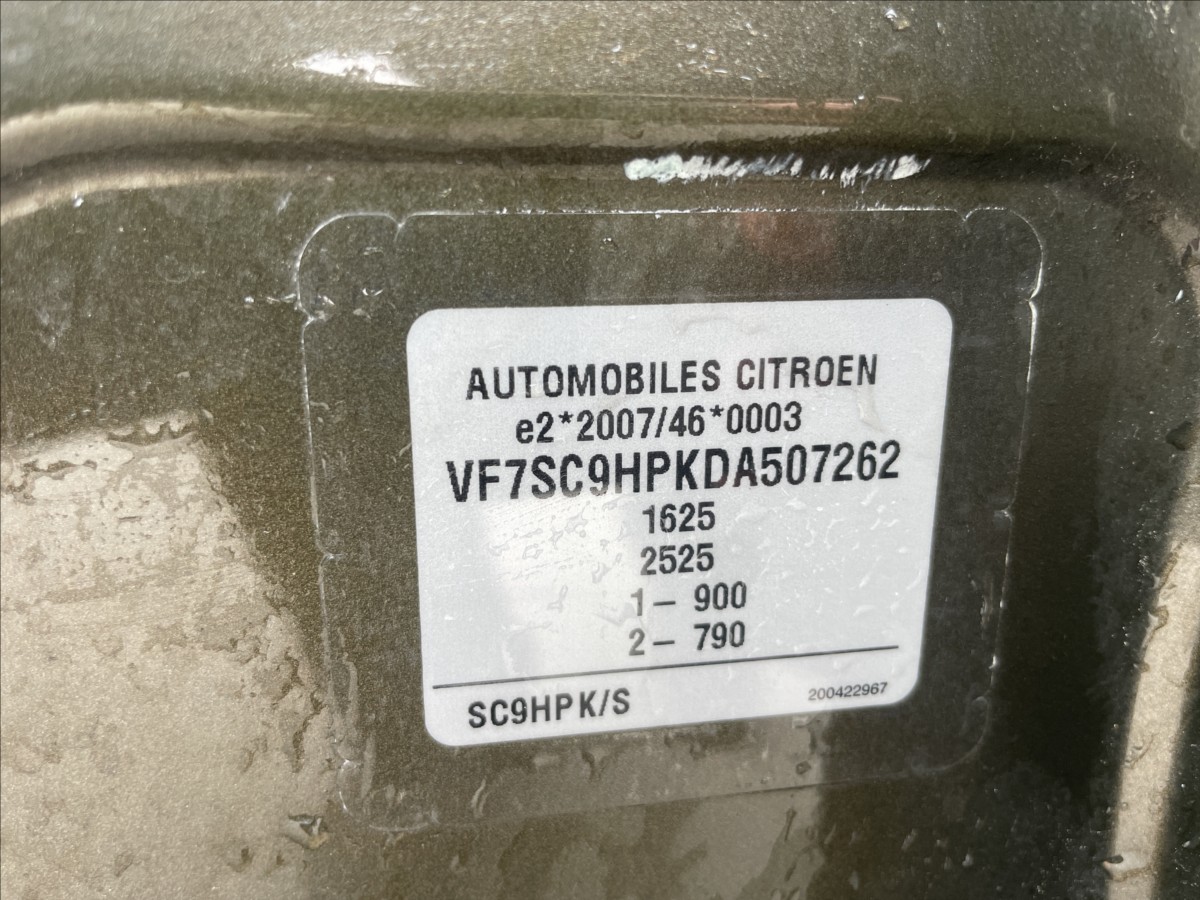 AUTOMOBILES CITROEN
e2*2007/46*0003
VF7SC9HPKDA507262
1625
2525
1– 900
2– 790
SC9HPK/S
200422967